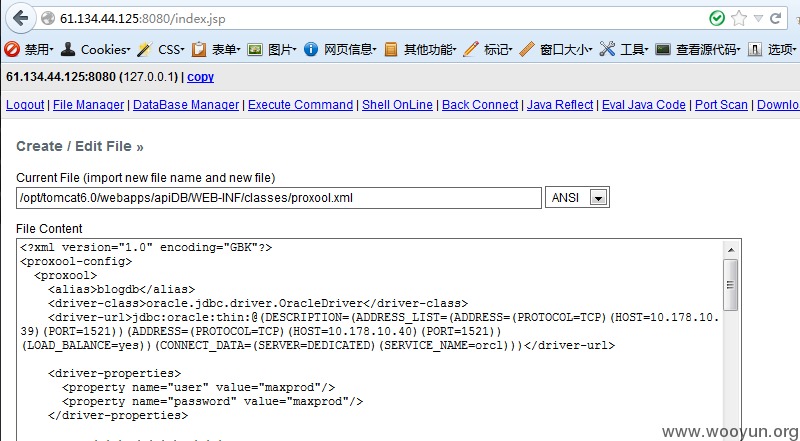 61.134.44.125:8080/index.jsp
禁用 Cookies CSS 表单 图片 网页信息 其他功能 标记 窗口大小 工具 查看源代码 选项
61.134.44.125:8080 (127.0.0.1) | copy
Logout | File Manager | DataBase Manager | Execute Command | Shell OnLine | Back Connect | Java Reflect | Eval Java Code | Port Scan | Downlo
Create / Edit File »
Current File (import new file name and new file)
/opt/tomcat6.0/webapps/apiDB/WEB-INF/classes/proxool.xml ANSI
File Content
<?xml version="1.0" encoding="GBK"?>
<proxool-config>
<proxool>
<alias>blogdb</alias>
<driver-class>oracle.jdbc.driver.OracleDriver</driver-class>
<driver-url>jdbc:oracle:thin:@(DESCRIPTION=(ADDRESS_LIST=(ADDRESS=(PROTOCOL=TCP)(HOST=10.178.10.
39)(PORT=1521))(ADDRESS=(PROTOCOL=TCP)(HOST=10.178.10.40)(PORT=1521))
(LOAD_BALANCE=yes))(CONNECT_DATA=(SERVER=DEDICATED)(SERVICE_NAME=orcl)))</driver-url>
<driver-properties>
<property name="user" value="maxprod"/>
<property name="password" value="maxprod"/>
</driver-properties>
www.wooyun.org